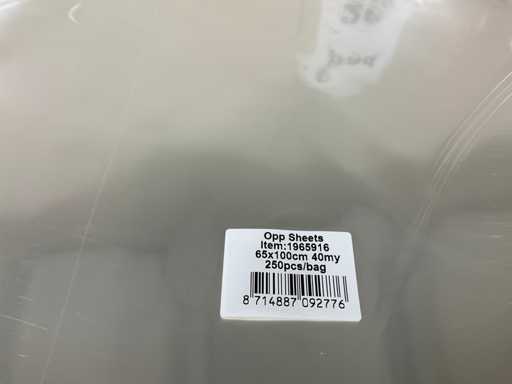 Opp Sheets
Item:1965916
65x100cm 40my
250pcs/bag
8 714887 092776